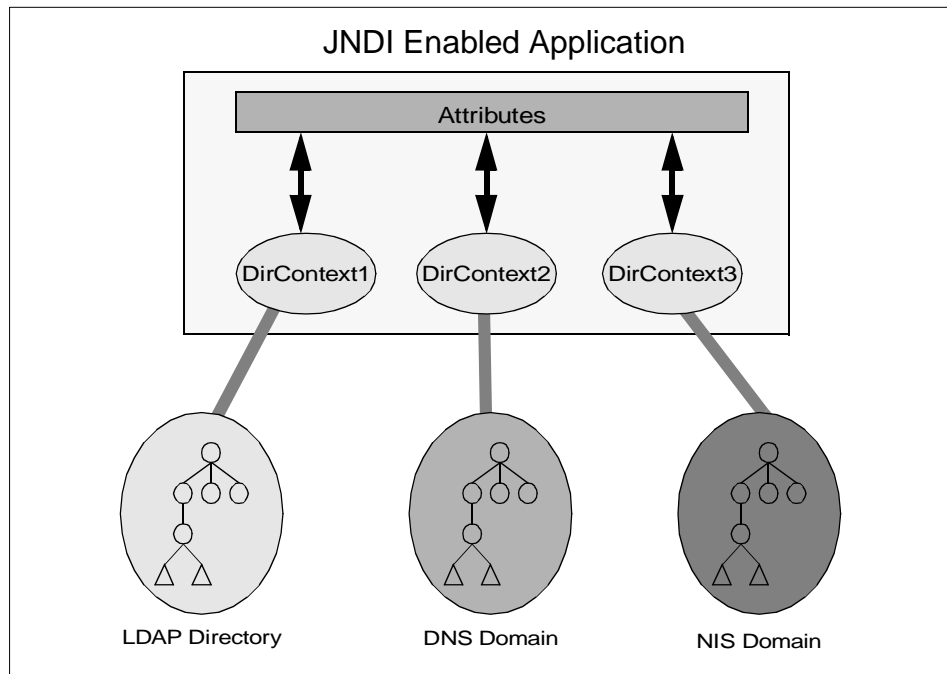 JNDI Enabled Application
Attributes
DirContext1
DirContext2
DirContext3
LDAP Directory
DNS Domain
NIS Domain